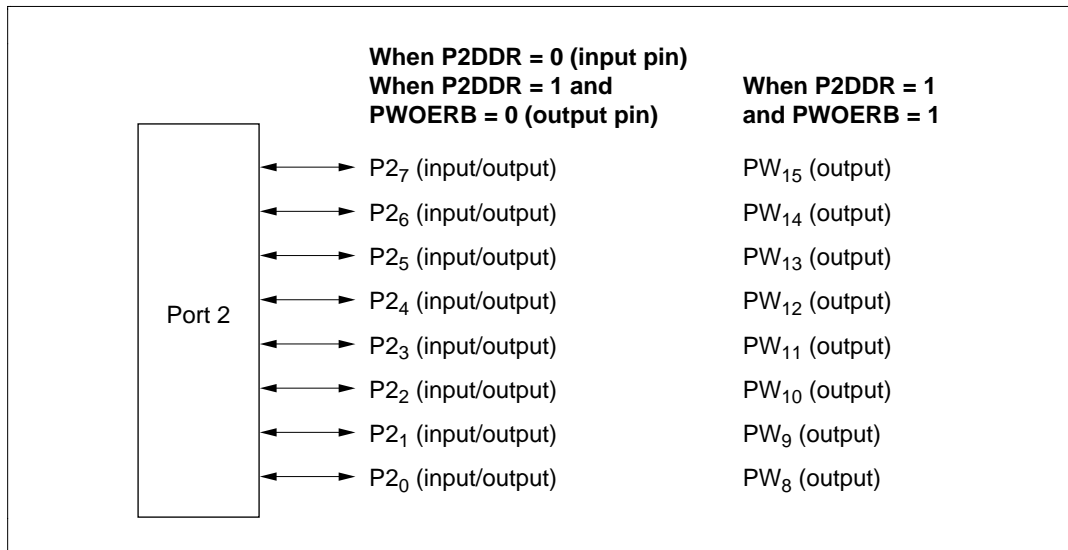 When P2DDR = 0 (input pin)
When P2DDR = 1 and
PWOERB = 0 (output pin)
When P2DDR = 1
and PWOERB = 1
Port 2
P2₇ (input/output) PW₁₅ (output)
P2₆ (input/output) PW₁₄ (output)
P2₅ (input/output) PW₁₃ (output)
P2₄ (input/output) PW₁₂ (output)
P2₃ (input/output) PW₁₁ (output)
P2₂ (input/output) PW₁₀ (output)
P2₁ (input/output) PW₉ (output)
P2₀ (input/output) PW₈ (output)